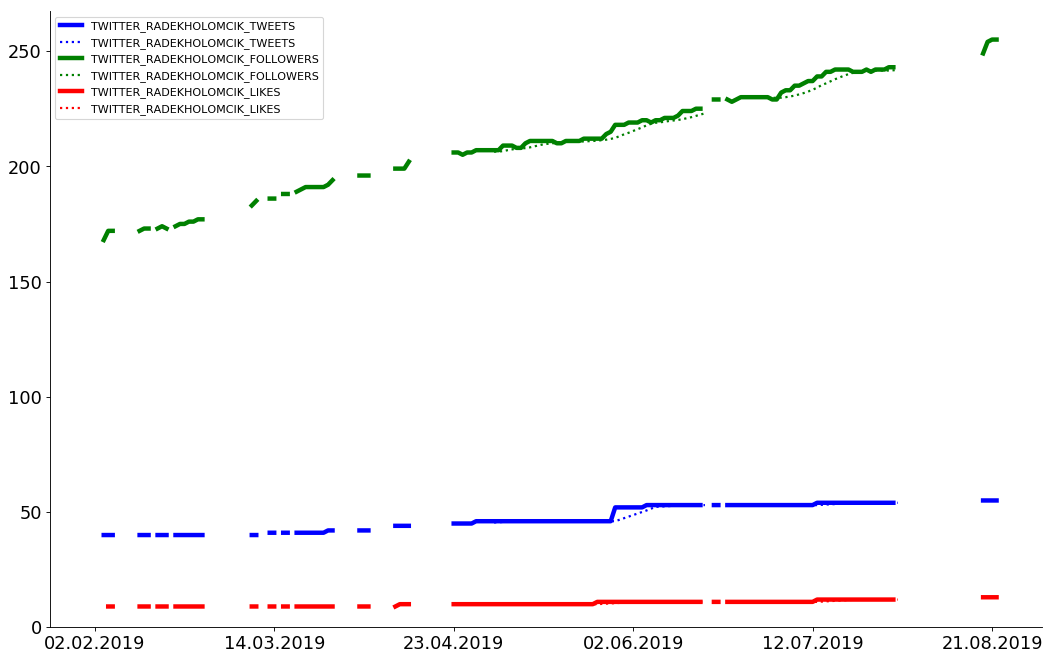 TWITTER_RADEKHOLOMCIK_TWEETS
TWITTER_RADEKHOLOMCIK_TWEETS
TWITTER_RADEKHOLOMCIK_FOLLOWERS
TWITTER_RADEKHOLOMCIK_FOLLOWERS
TWITTER_RADEKHOLOMCIK_LIKES
TWITTER_RADEKHOLOMCIK_LIKES
250
200
150
100
50
0
02.02.2019 14.03.2019 23.04.2019 02.06.2019 12.07.2019 21.08.2019